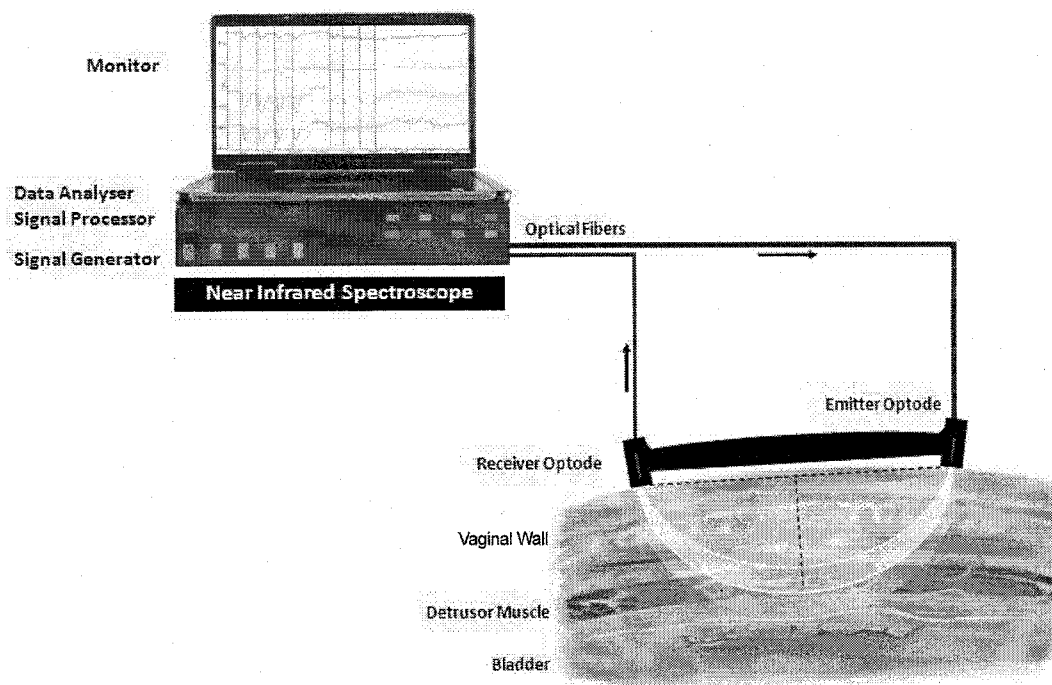 Monitor
Data Analyser
Signal Processor
Signal Generator
Optical Fibers
Near Infrared Spectroscope
Emitter Optode
Receiver Optode
Vaginal Wall
Detrusor Muscle
Bladder